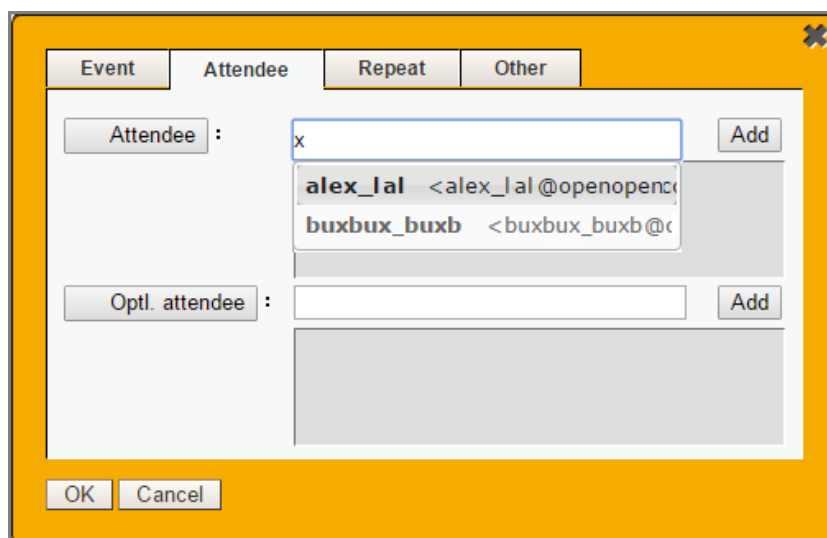 Event Attendee Repeat Other
Attendee : x Add
alex_lal <alex_lal@openopenc
buxbux_buxb <buxbux_buxb@
Optl. attendee : Add
OK Cancel